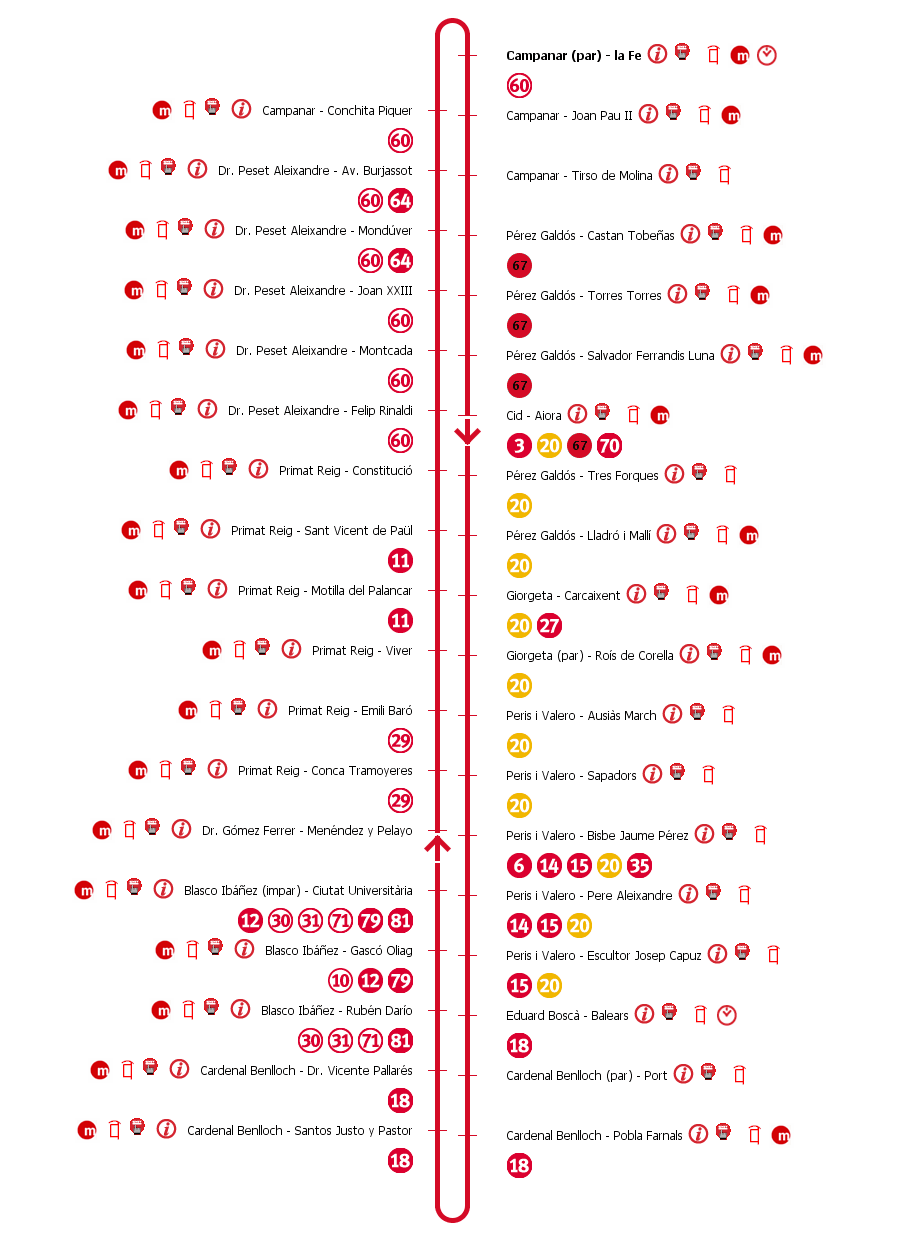 Campanar (par) - la Fe i m
60
Campanar - Joan Pau II i m
Campanar - Tirso de Molina i
Pérez Galdós - Castan Tobeñas i m
67
Pérez Galdós - Torres Torres i m
67
Pérez Galdós - Salvador Ferrandis Luna i m
67
Cid - Aiora i m
3 20 67 70
Pérez Galdós - Tres Forques i
20
Pérez Galdós - Lladró i Mallí i m
20
Giorgeta - Carcaixent i m
20 27
Giorgeta (par) - Roís de Corella i m
20
Peris i Valero - Ausiàs March i
20
Peris i Valero - Sapadors i
20
Peris i Valero - Bisbe Jaume Pérez i
6 14 15 20 35
Peris i Valero - Pere Aleixandre i
14 15 20
Peris i Valero - Escultor Josep Capuz i
15 20
Eduard Boscà - Balears i
18
Cardenal Benlloch (par) - Port i
Cardenal Benlloch - Pobla Farnals i m
18
m i Campanar - Conchita Piquer
60
m i Dr. Peset Aleixandre - Av. Burjassot
60 64
m i Dr. Peset Aleixandre - Mondúver
60 64
m i Dr. Peset Aleixandre - Joan XXIII
60
m i Dr. Peset Aleixandre - Montcada
60
m i Dr. Peset Aleixandre - Felip Rinaldi
60
m i Primat Reig - Constitució
m i Primat Reig - Sant Vicent de Paül
11
m i Primat Reig - Motilla del Palancar
11
m i Primat Reig - Viver
m i Primat Reig - Emili Baró
29
m i Primat Reig - Conca Tramoyeres
29
m i Dr. Gómez Ferrer - Menéndez y Pelayo
m i Blasco Ibáñez (impar) - Ciutat Universitària
12 30 31 71 79 81
m i Blasco Ibáñez - Gascó Oliag
10 12 79
m i Blasco Ibáñez - Rubén Darío
30 31 71 81
m i Cardenal Benlloch - Dr. Vicente Pallarés
18
m i Cardenal Benlloch - Santos Justo y Pastor
18